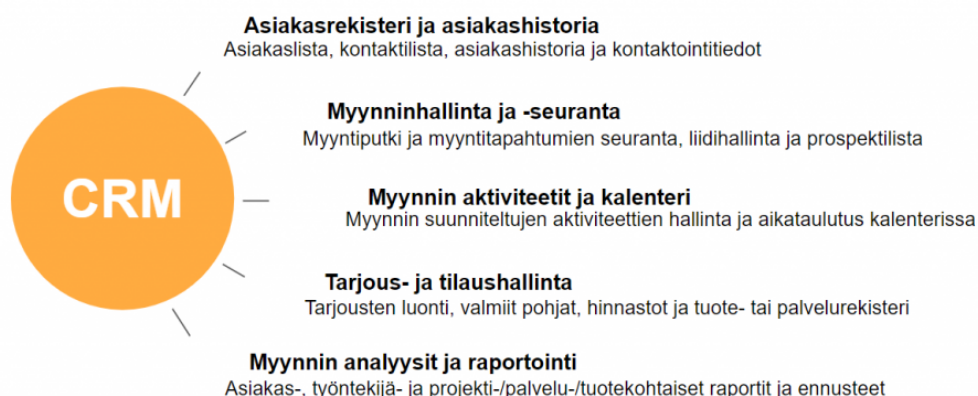 Asiakasrekisteri ja asiakashistoria
Asiakaslista, kontaktilista, asiakashistoria ja kontaktointitiedot
Myynninhallinta ja -seuranta
Myyntiputki ja myyntitapahtumien seuranta, liidihallinta ja prospektilista
CRM
Myynnin aktiviteetit ja kalenteri
Myynnin suunniteltujen aktiviteettien hallinta ja aikataulutus kalenterissa
Tarjous- ja tilaushallinta
Tarjousten luonti, valmiit pohjat, hinnastot ja tuote- tai palvelurekisteri
Myynnin analyysit ja raportointi
Asiakas-, työntekijä- ja projekti-/palvelu-/tuotekohtaiset raportit ja ennusteet